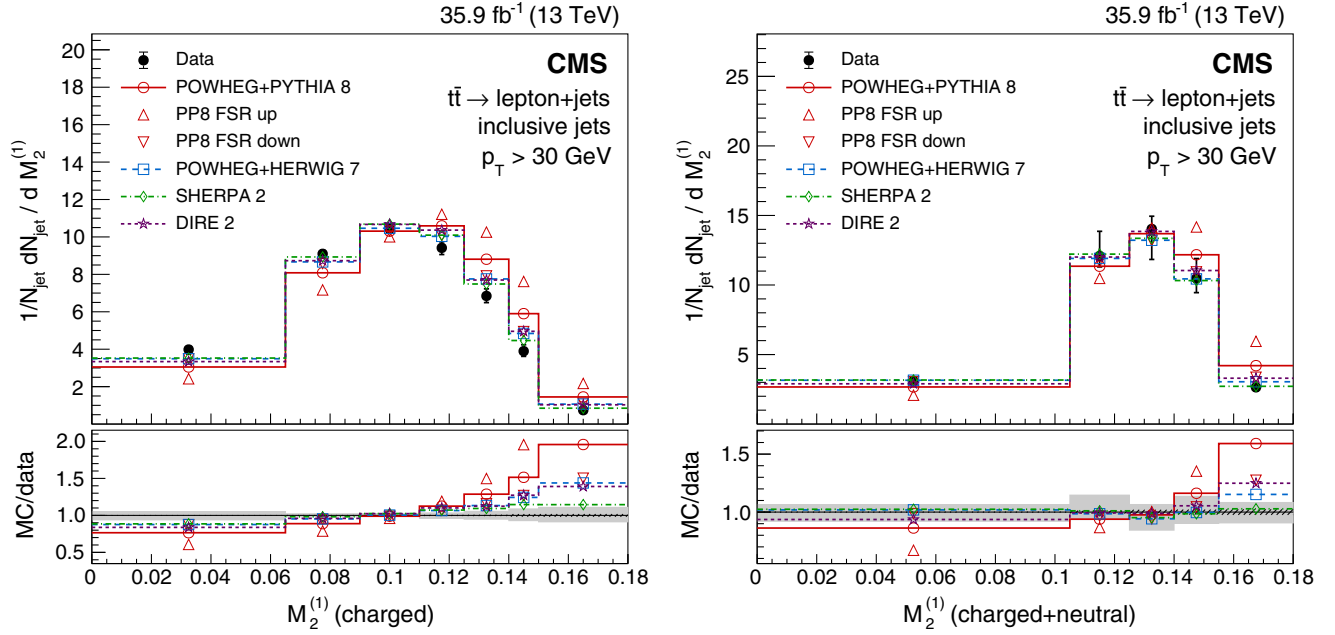 35.9 fb⁻¹ (13 TeV)
1/N_jet dN_jet / d M₂⁽¹⁾
20
18
16
14
12
10
8
6
4
2
Data
POWHEG+PYTHIA 8
PP8 FSR up
PP8 FSR down
POWHEG+HERWIG 7
SHERPA 2
DIRE 2
CMS
tt̄ → lepton+jets
inclusive jets
p_T > 30 GeV
MC/data
2.0
1.5
1.0
0.5
0 0.02 0.04 0.06 0.08 0.1 0.12 0.14 0.16 0.18
M₂⁽¹⁾ (charged)
35.9 fb⁻¹ (13 TeV)
1/N_jet dN_jet / d M₂⁽¹⁾
25
20
15
10
5
Data
POWHEG+PYTHIA 8
PP8 FSR up
PP8 FSR down
POWHEG+HERWIG 7
SHERPA 2
DIRE 2
CMS
tt̄ → lepton+jets
inclusive jets
p_T > 30 GeV
MC/data
1.5
1.0
0 0.02 0.04 0.06 0.08 0.1 0.12 0.14 0.16 0.18
M₂⁽¹⁾ (charged+neutral)